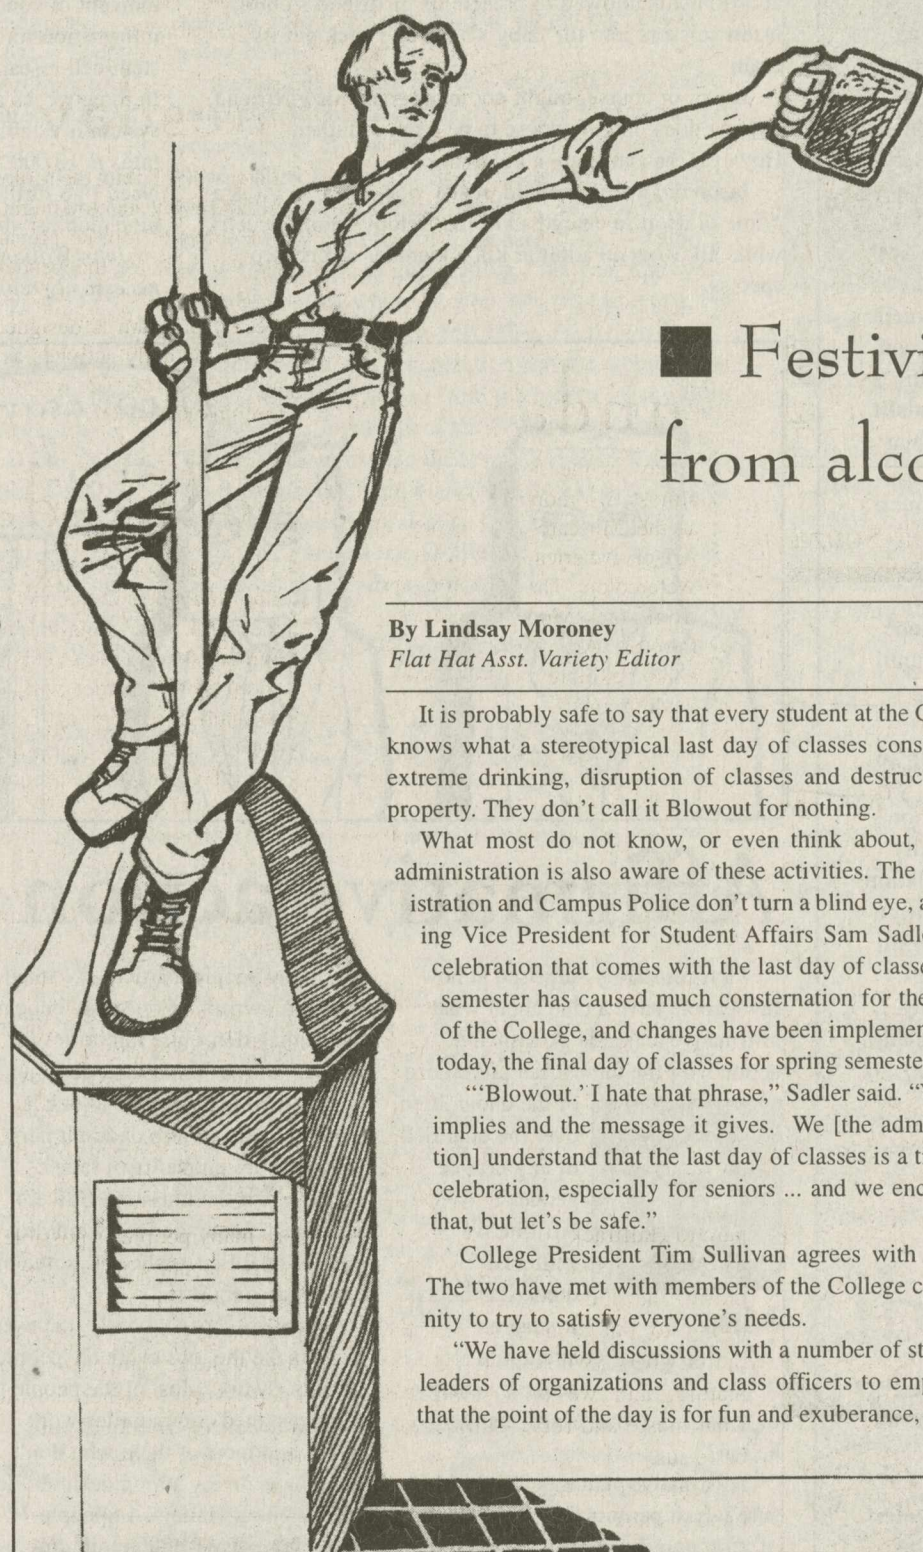 ■ Festivi
from alco
By Lindsay Moroney
Flat Hat Asst. Variety Editor
It is probably safe to say that every student at the C
knows what a stereotypical last day of classes cons
extreme drinking, disruption of classes and destruc
property. They don't call it Blowout for nothing.
What most do not know, or even think about,
administration is also aware of these activities. The
istration and Campus Police don't turn a blind eye, a
ing Vice President for Student Affairs Sam Sadl
celebration that comes with the last day of classe
semester has caused much consternation for the
of the College, and changes have been implemen
today, the final day of classes for spring semeste
"'Blowout.' I hate that phrase," Sadler said. "
implies and the message it gives. We [the adm
tion] understand that the last day of classes is a t
celebration, especially for seniors ... and we enc
that, but let's be safe."
College President Tim Sullivan agrees with
The two have met with members of the College c
nity to try to satisfy everyone's needs.
"We have held discussions with a number of st
leaders of organizations and class officers to em
that the point of the day is for fun and exuberance,